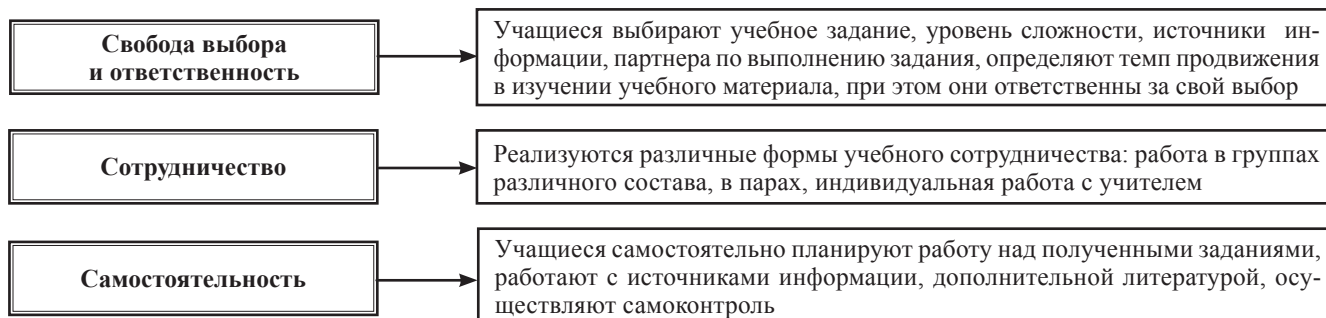 Свобода выбора
и ответственность
Учащиеся выбирают учебное задание, уровень сложности, источники ин-
формации, партнера по выполнению задания, определяют темп продвижения
в изучении учебного материала, при этом они ответственны за свой выбор
Сотрудничество
Реализуются различные формы учебного сотрудничества: работа в группах
различного состава, в парах, индивидуальная работа с учителем
Самостоятельность
Учащиеся самостоятельно планируют работу над полученными заданиями,
работают с источниками информации, дополнительной литературой, осу-
ществляют самоконтроль